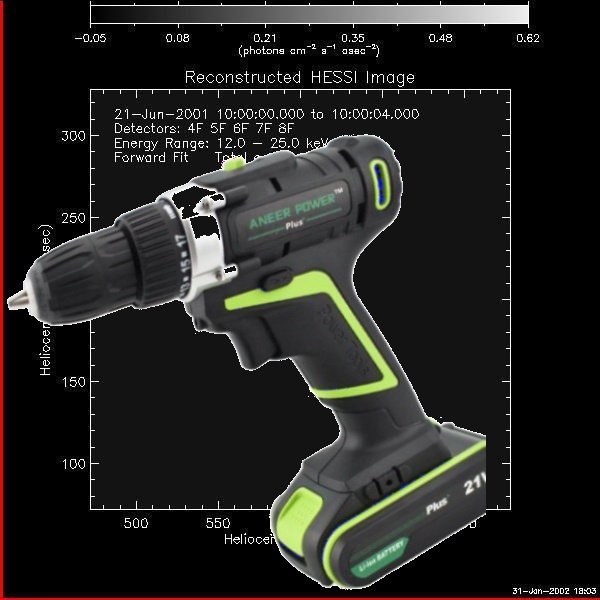 -0.05 0.08 0.21 0.35 0.48 0.62
(photons cm⁻² s⁻¹ asec⁻²)
Reconstructed HESSI Image
21-Jun-2001 10:00:00.000 to 10:00:04.000
Detectors: 4F 5F 6F 7F 8F
Energy Range: 12.0 - 25.0 keV
Forward Fit
300
ANEER POWER™
Plus
250
15 17
150
100
21V
Plus
Li-ion BATTERY
500 550
31-Jan-2002 18:03